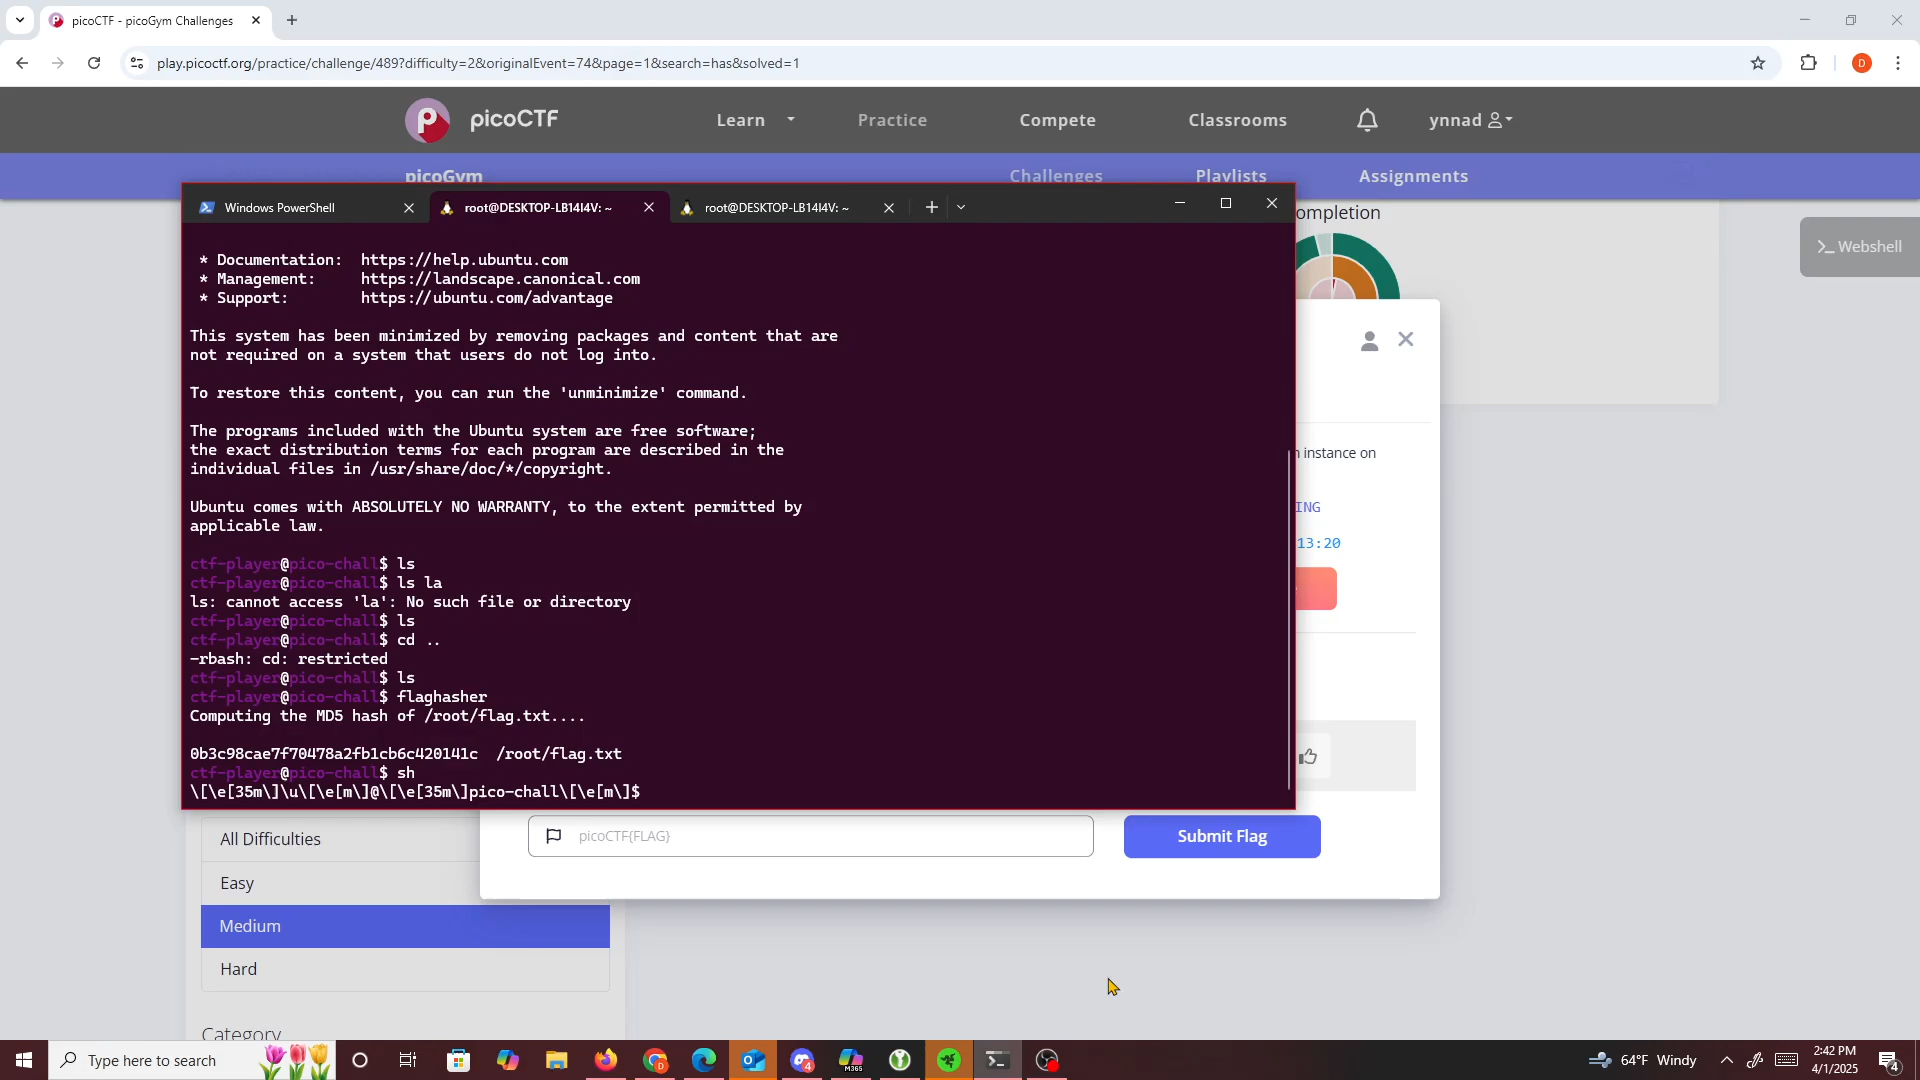 picoCTF - picoGym Challenges
play.picoctf.org/practice/challenge/489?difficulty=2&originalEvent=74&page=1&search=has&solved=1
D
picoCTF
Learn
Practice
Compete
Classrooms
ynnad
picoGym
Challenges
Playlists
Assignments
Windows PowerShell
root@DESKTOP-LB14I4V: ~
root@DESKTOP-LB14I4V: ~
ompletion
Webshell
* Documentation:  https://help.ubuntu.com
* Management:     https://landscape.canonical.com
* Support:        https://ubuntu.com/advantage
This system has been minimized by removing packages and content that are
not required on a system that users do not log into.
To restore this content, you can run the 'unminimize' command.
The programs included with the Ubuntu system are free software;
the exact distribution terms for each program are described in the
individual files in /usr/share/doc/*/copyright.
Ubuntu comes with ABSOLUTELY NO WARRANTY, to the extent permitted by
applicable law.
ctf-player@pico-chall$ ls
ctf-player@pico-chall$ ls la
ls: cannot access 'la': No such file or directory
ctf-player@pico-chall$ ls
ctf-player@pico-chall$ cd ..
-rbash: cd: restricted
ctf-player@pico-chall$ ls
ctf-player@pico-chall$ flaghasher
Computing the MD5 hash of /root/flag.txt....
0b3c98cae7f70478a2fb1cb6c420141c  /root/flag.txt
ctf-player@pico-chall$ sh
\[\e[35m\]\u\[\e[m\]@\[\e[35m\]pico-chall\[\e[m\]$
instance on
ING
13:20
picoCTF{FLAG}
Submit Flag
All Difficulties
Easy
Medium
Hard
Category
Type here to search
D
4
M365
64°F Windy
2:42 PM
4/1/2025
4